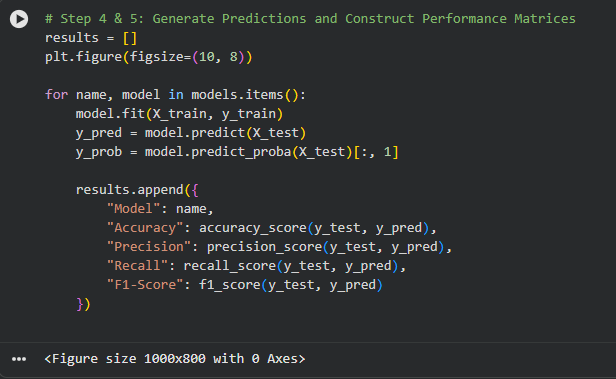 # Step 4 & 5: Generate Predictions and Construct Performance Matrices
results = []
plt.figure(figsize=(10, 8))

for name, model in models.items():
    model.fit(X_train, y_train)
    y_pred = model.predict(X_test)
    y_prob = model.predict_proba(X_test)[:, 1]

    results.append({
        "Model": name,
        "Accuracy": accuracy_score(y_test, y_pred),
        "Precision": precision_score(y_test, y_pred),
        "Recall": recall_score(y_test, y_pred),
        "F1-Score": f1_score(y_test, y_pred)
    })

<Figure size 1000x800 with 0 Axes>